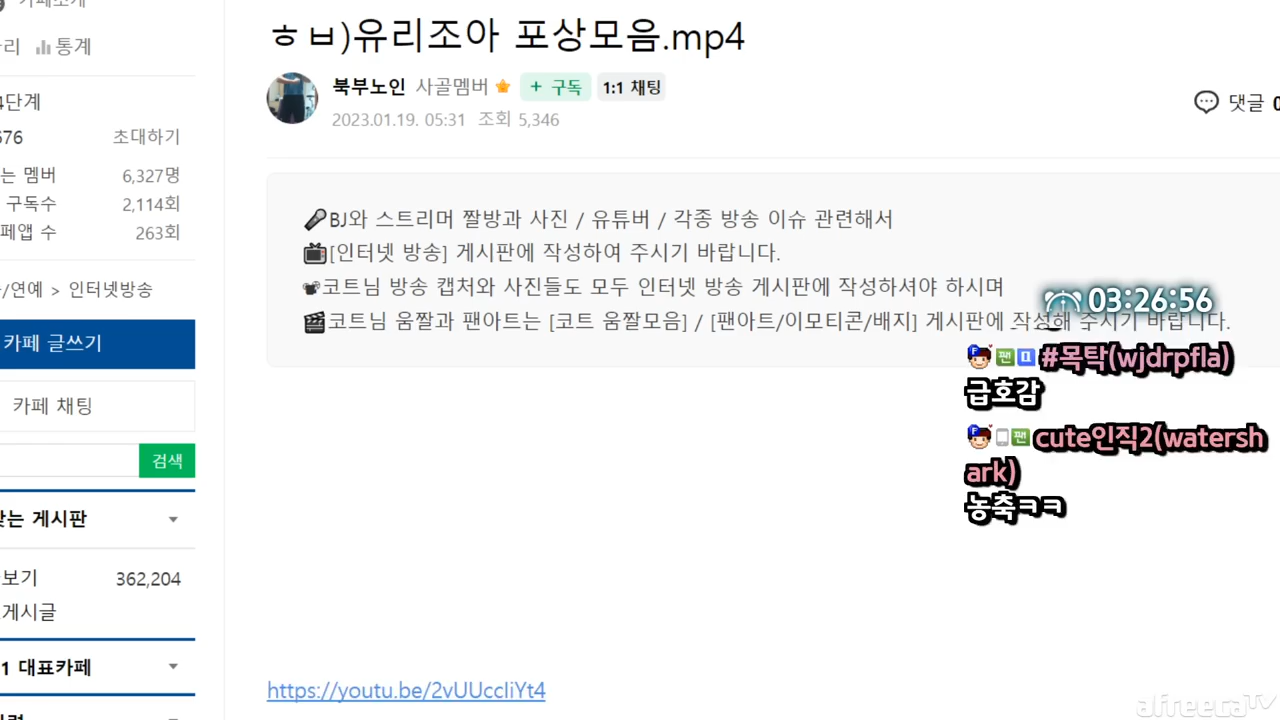 카페소개
리 통계
4단계
676 초대하기
는 멤버 6,327명
구독수 2,114회
페앱 수 263회
/연예 > 인터넷방송
카페 글쓰기
카페 채팅
검색
찾는 게시판
보기 362,204
게시글
1 대표카페
ㅎㅂ)유리조아 포상모음.mp4
북부노인 사골멤버 + 구독 1:1 채팅
2023.01.19. 05:31 조회 5,346
댓글 0
🎤BJ와 스트리머 짤방과 사진 / 유튜버 / 각종 방송 이슈 관련해서
📺[인터넷 방송] 게시판에 작성하여 주시기 바랍니다.
📽코트님 방송 캡처와 사진들도 모두 인터넷 방송 게시판에 작성하셔야 하시며
🎬코트님 움짤과 팬아트는 [코트 움짤모음] / [팬아트/이모티콘/배지] 게시판에 작성해 주시기 바랍니다.
03:26:56
F 팬 1 #목탁(wjdrpfla)
급호감
F 팬 cute인직2(watersh
ark)
농축ㅋㅋ
https://youtu.be/2vUUccIiYt4
afreecaTV